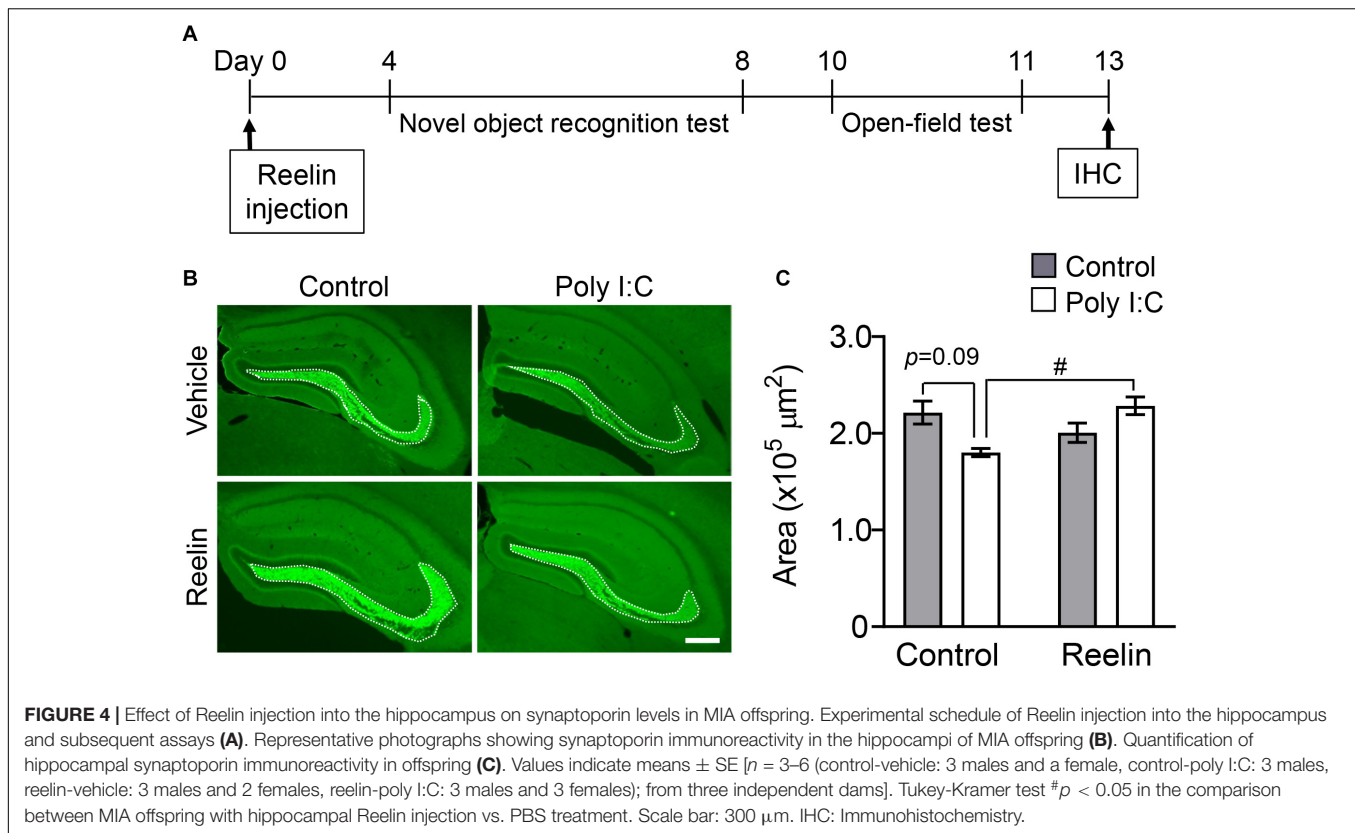 A
Day 0 4 8 10 11 13
Novel object recognition test Open-field test
Reelin
injection
IHC
B
Control Poly I:C
Vehicle
Reelin
C
Control
Poly I:C
p=0.09
#
3.0
2.0
1.0
0
Area (x10⁵ μm²)
Control Reelin
FIGURE 4 | Effect of Reelin injection into the hippocampus on synaptoporin levels in MIA offspring. Experimental schedule of Reelin injection into the hippocampus
and subsequent assays (A). Representative photographs showing synaptoporin immunoreactivity in the hippocampi of MIA offspring (B). Quantification of
hippocampal synaptoporin immunoreactivity in offspring (C). Values indicate means ± SE [n = 3–6 (control-vehicle: 3 males and a female, control-poly I:C: 3 males,
reelin-vehicle: 3 males and 2 females, reelin-poly I:C: 3 males and 3 females); from three independent dams]. Tukey-Kramer test #p < 0.05 in the comparison
between MIA offspring with hippocampal Reelin injection vs. PBS treatment. Scale bar: 300 μm. IHC: Immunohistochemistry.